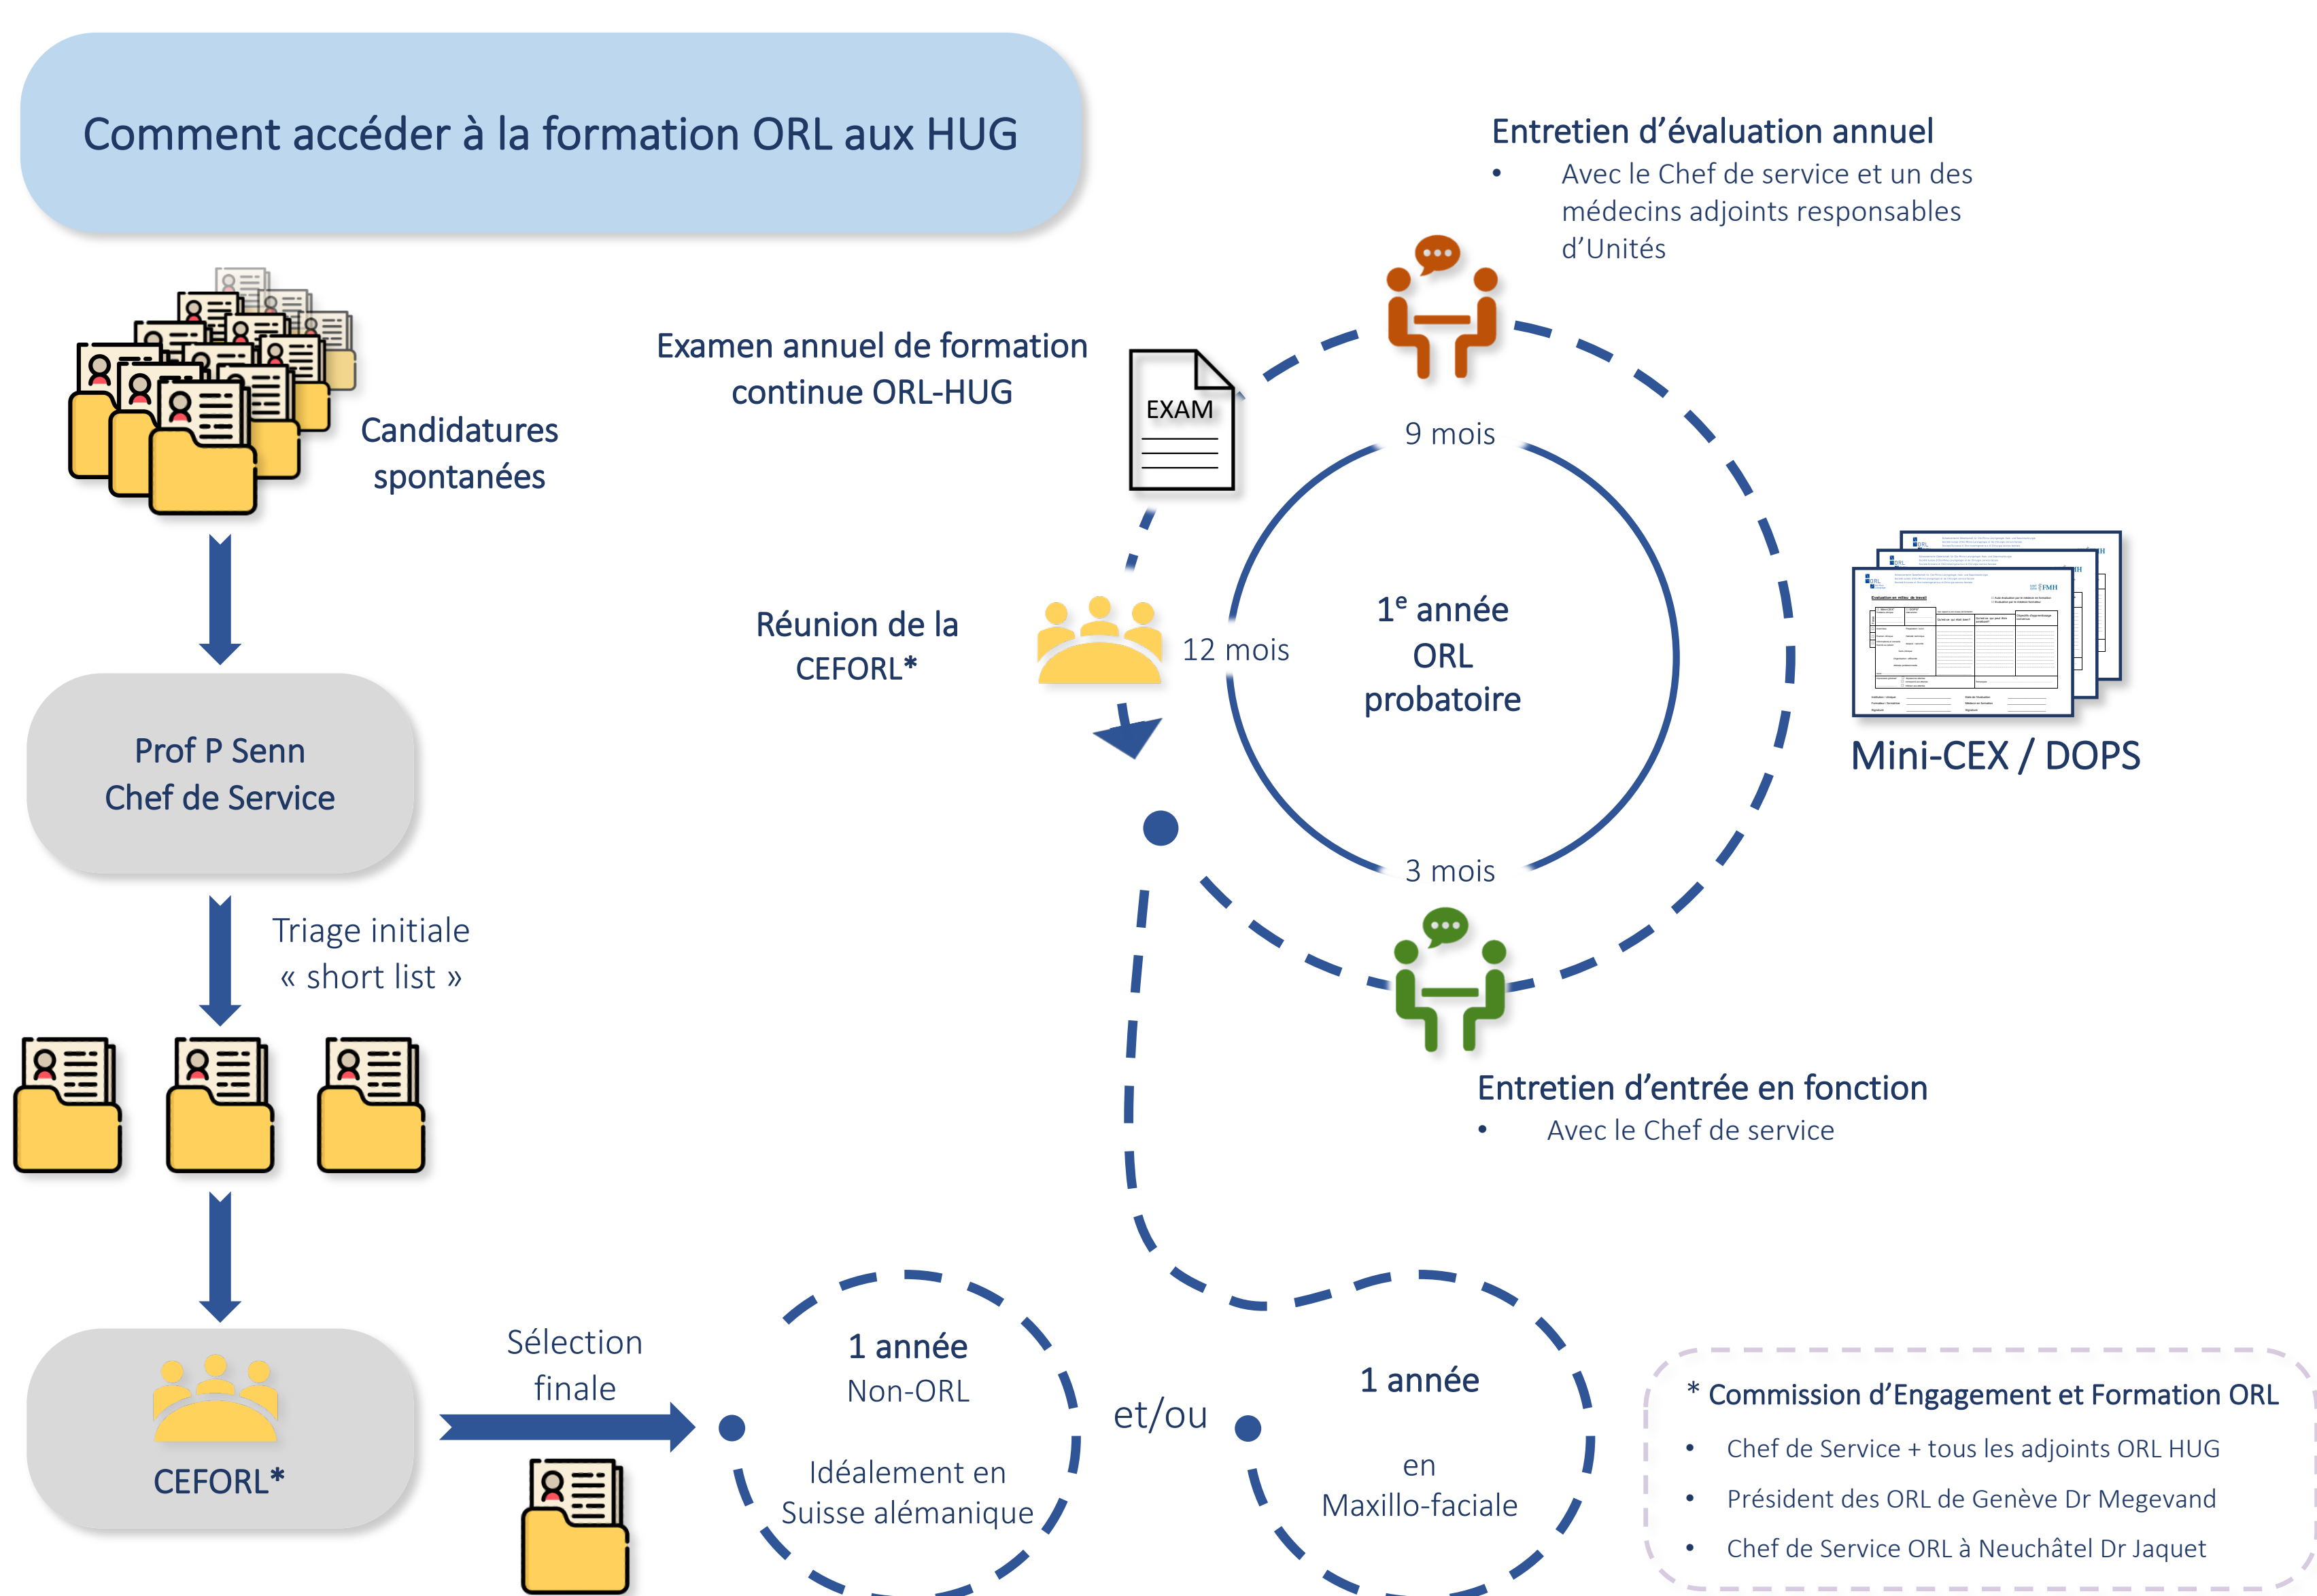 Comment accéder à la formation ORL aux HUG
Candidatures
spontanées
Prof P Senn
Chef de Service
Triage initiale
« short list »
CEFORL*
Sélection
finale
1 année
Non-ORL
Idéalement en
Suisse alémanique
et/ou
1 année
en
Maxillo-faciale
Entretien d’évaluation annuel
• Avec le Chef de service et un des
médecins adjoints responsables
d’Unités
Examen annuel de formation
continue ORL-HUG
EXAM
9 mois
Réunion de la
CEFORL*
12 mois
1e année
ORL
probatoire
3 mois
Mini-CEX / DOPS
Entretien d’entrée en fonction
• Avec le Chef de service
* Commission d’Engagement et Formation ORL
• Chef de Service + tous les adjoints ORL HUG
• Président des ORL de Genève Dr Megevand
• Chef de Service ORL à Neuchâtel Dr Jaquet